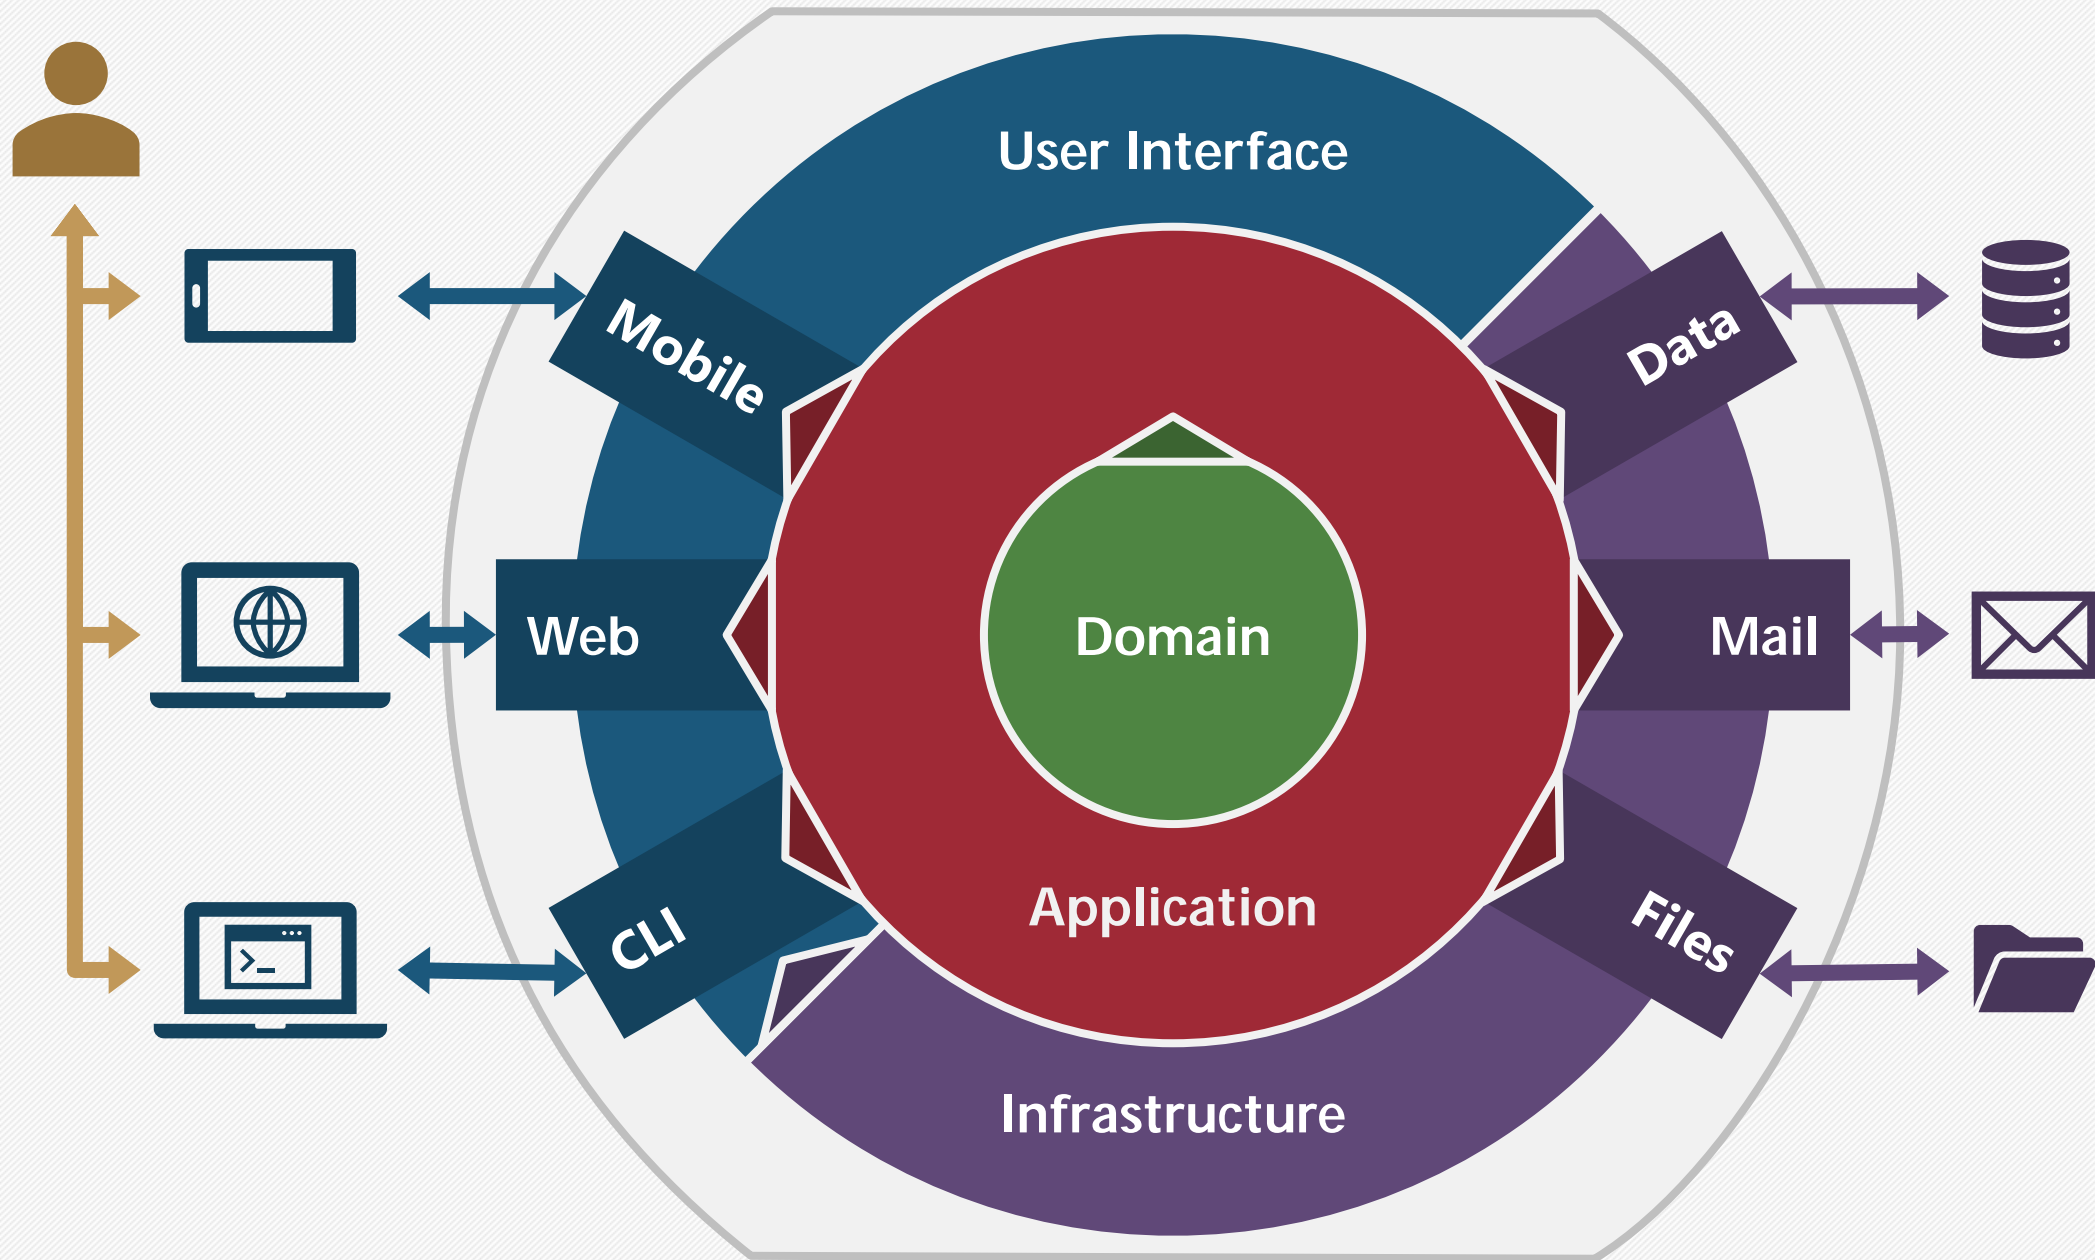 User Interface
Mobile
Data
Web
Domain
Mail
CLI
Application
Files
Infrastructure